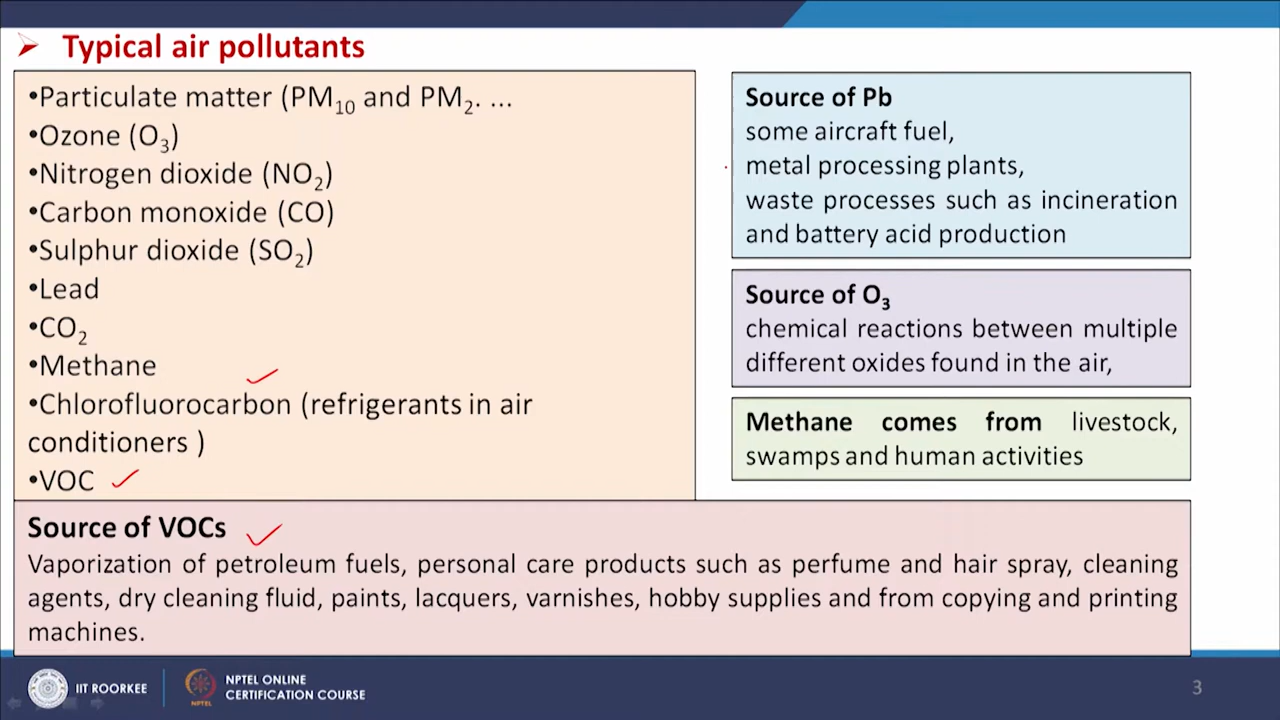 Typical air pollutants
•Particulate matter (PM10 and PM2. ...
•Ozone (O3)
•Nitrogen dioxide (NO2)
•Carbon monoxide (CO)
•Sulphur dioxide (SO2)
•Lead
•CO2
•Methane
•Chlorofluorocarbon (refrigerants in air
conditioners )
•VOC
Source of Pb
some aircraft fuel,
metal processing plants,
waste processes such as incineration
and battery acid production
Source of O3
chemical reactions between multiple
different oxides found in the air,
Methane comes from livestock,
swamps and human activities
Source of VOCs
Vaporization of petroleum fuels, personal care products such as perfume and hair spray, cleaning
agents, dry cleaning fluid, paints, lacquers, varnishes, hobby supplies and from copying and printing
machines.
IIT ROORKEE
NPTEL
NPTEL ONLINE
CERTIFICATION COURSE
3